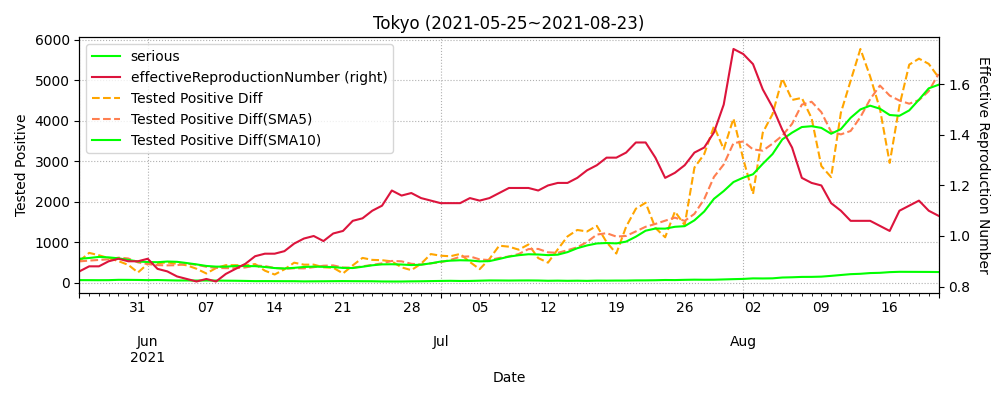 Tokyo (2021-05-25~2021-08-23)
6000
5000
4000
3000
2000
1000
0
Tested Positive
serious
effectiveReproductionNumber (right)
Tested Positive Diff
Tested Positive Diff(SMA5)
Tested Positive Diff(SMA10)
1.6
1.4
1.2
1.0
0.8
Effective Reproduction Number
31 07 14 21 28 05 12 19 26 02 09 16
Jun Jul Aug
2021
Date